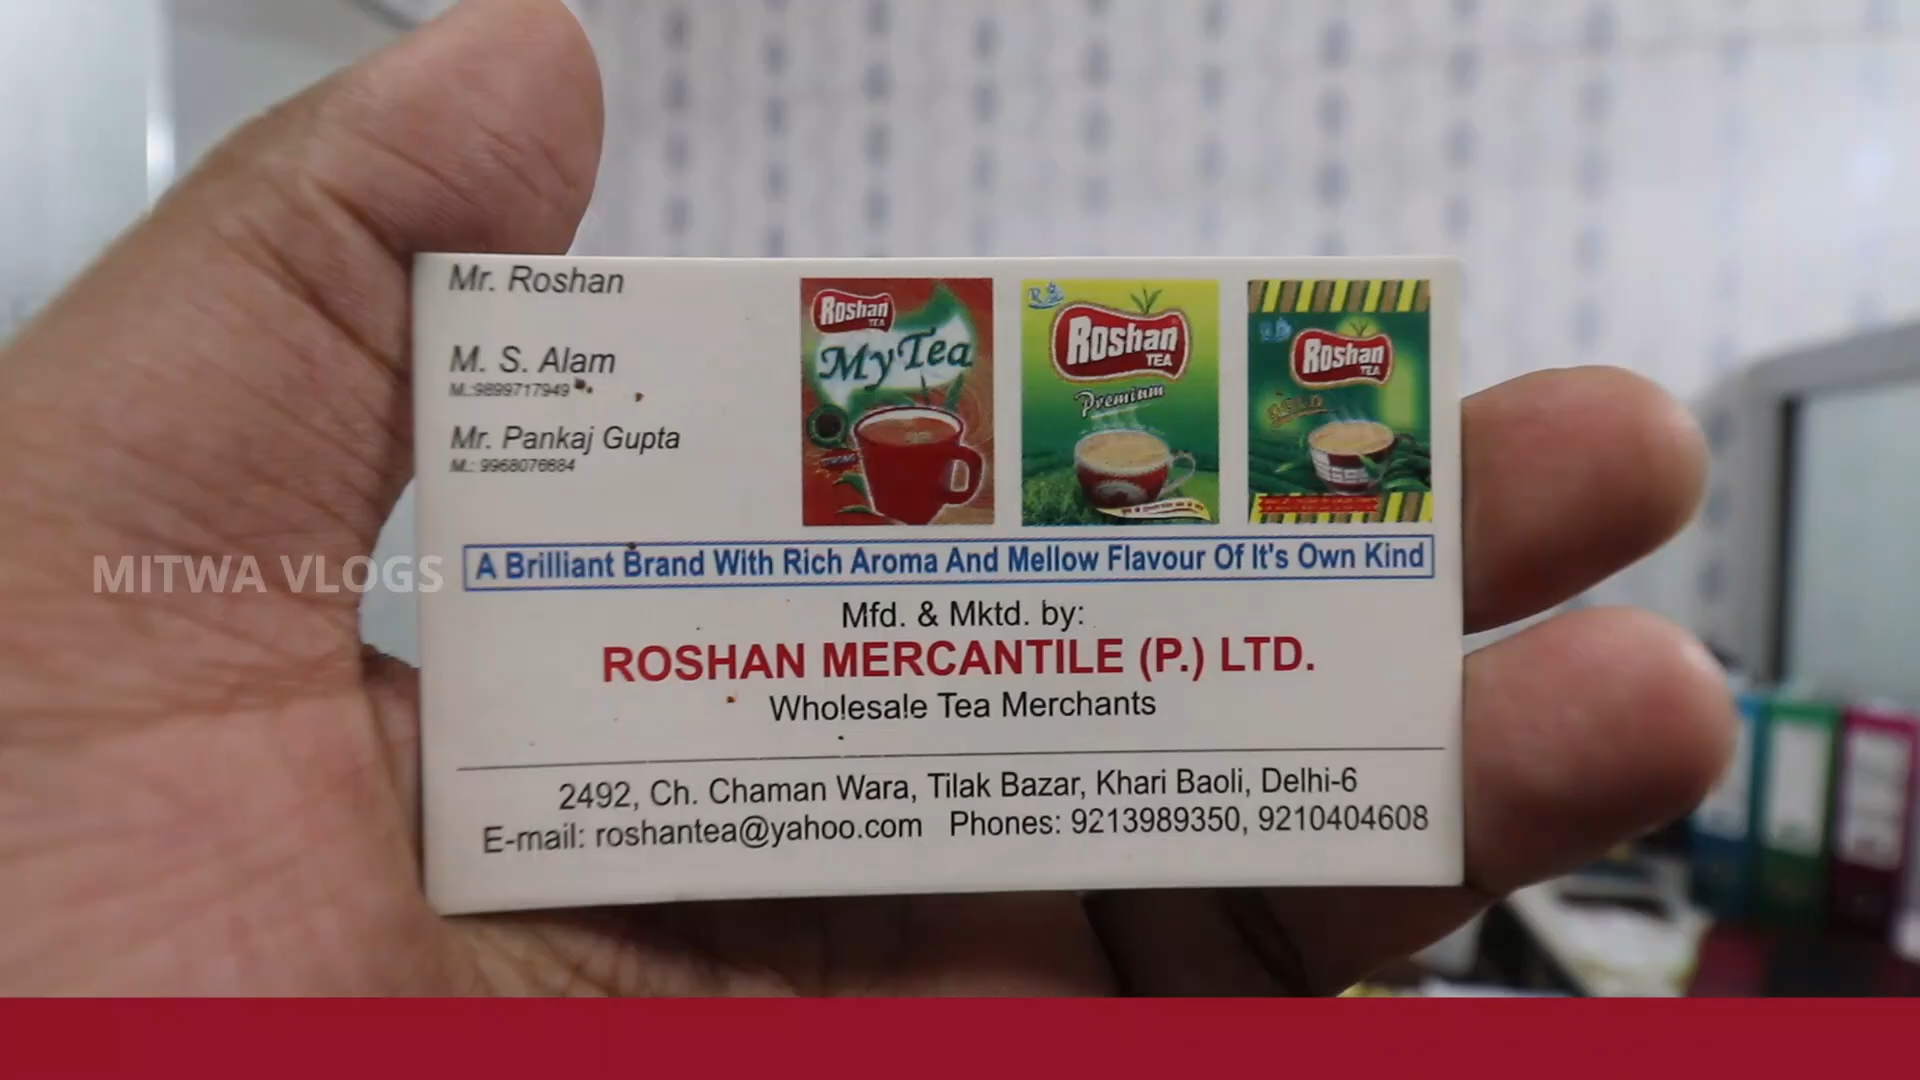 Mr. Roshan
M. S. Alam
M.:9899717949
Mr. Pankaj Gupta
M.: 9968076684
Roshan
TEA
My Tea
STRONG
Roshan
TEA
Premium
Roshan
TEA
GOLD
A Brilliant Brand With Rich Aroma And Mellow Flavour Of It's Own Kind
MITWA VLOGS
Mfd. & Mktd. by:
ROSHAN MERCANTILE (P.) LTD.
Wholesale Tea Merchants
2492, Ch. Chaman Wara, Tilak Bazar, Khari Baoli, Delhi-6
E-mail: roshantea@yahoo.com Phones: 9213989350, 9210404608